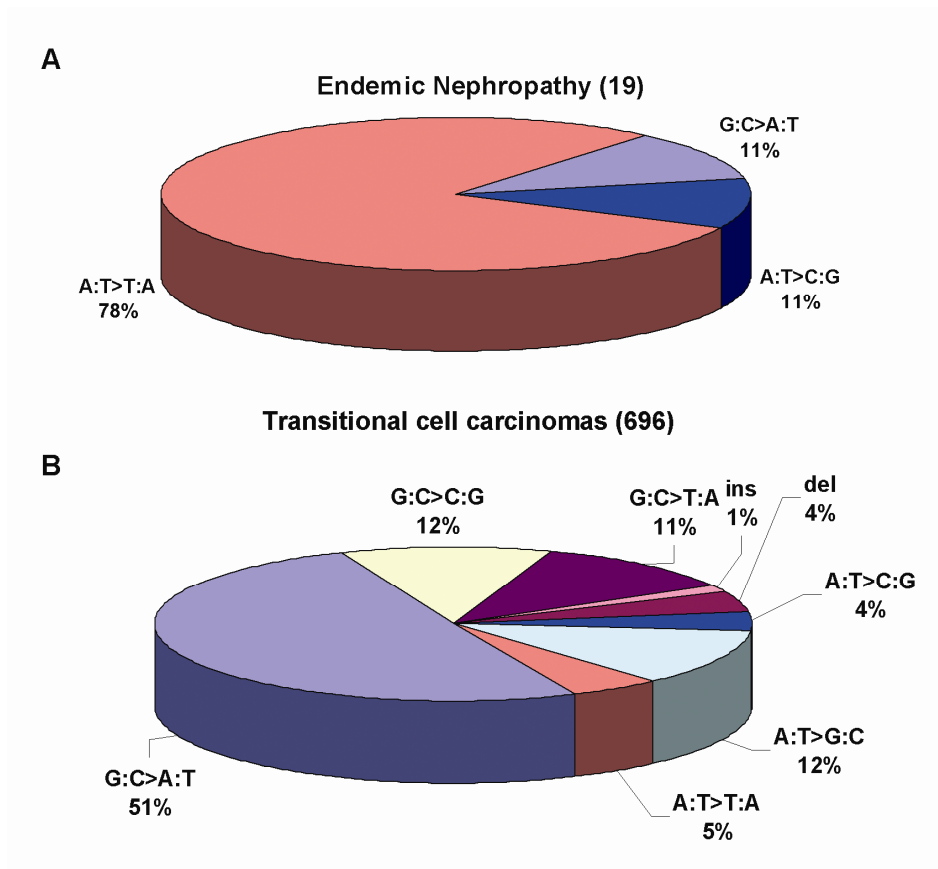 A
Endemic Nephropathy (19)
G:C>A:T
11%
A:T>T:A
78%
A:T>C:G
11%
Transitional cell carcinomas (696)
B
G:C>C:G
12%
G:C>T:A
11%
ins
1%
del
4%
A:T>C:G
4%
A:T>G:C
12%
G:C>A:T
51%
A:T>T:A
5%